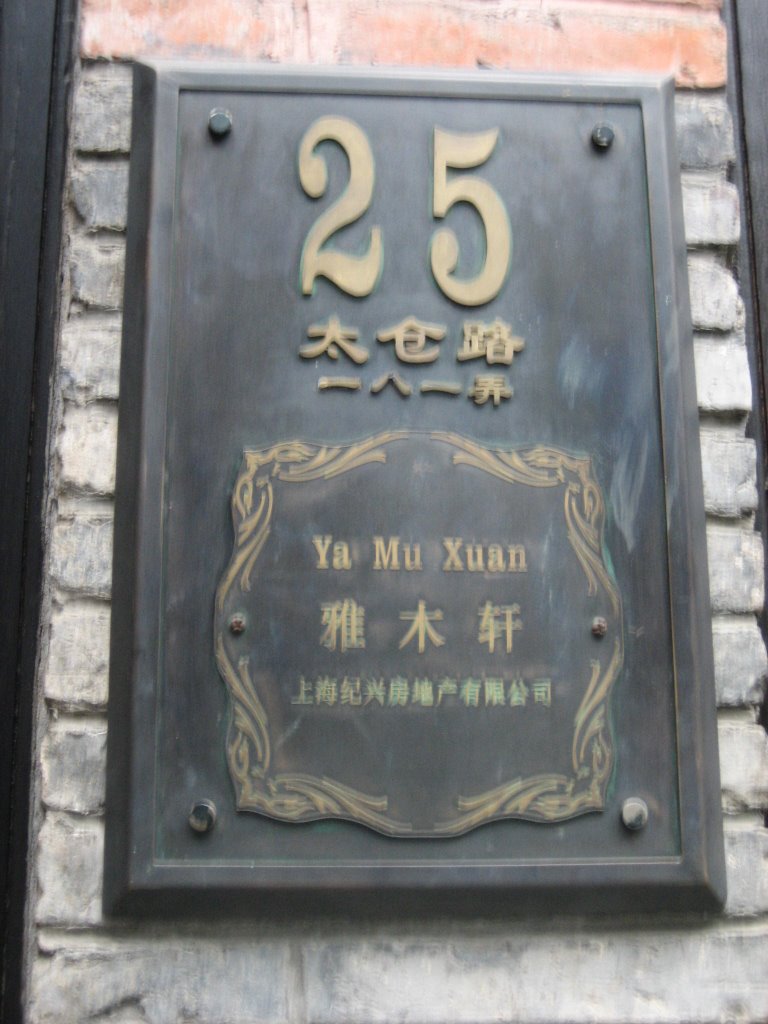 25
太仓路
一八一弄
Ya Mu Xuan
雅木轩
上海纪兴房地产有限公司